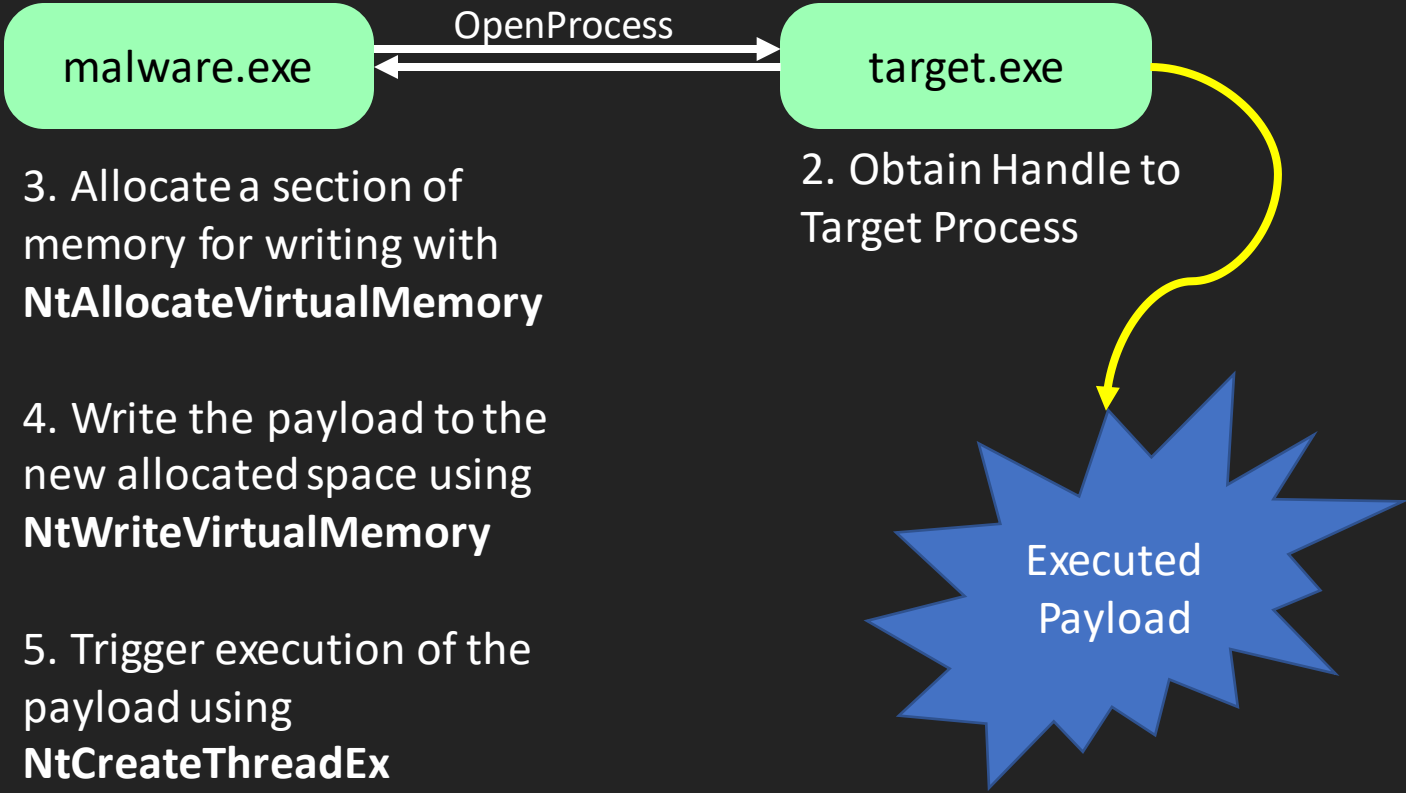 OpenProcess
malware.exe
target.exe
2. Obtain Handle to
Target Process
3. Allocate a section of
memory for writing with
NtAllocateVirtualMemory
4. Write the payload to the
new allocated space using
NtWriteVirtualMemory
5. Trigger execution of the
payload using
NtCreateThreadEx
Executed
Payload